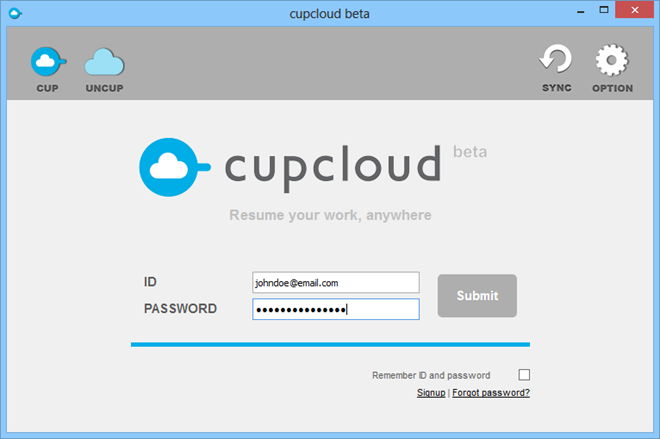 cupcloud beta
CUP
UNCUP
SYNC
OPTION
cupcloud beta
Resume your work, anywhere
ID
johndoe@email.com
Submit
PASSWORD
•••••••••••••••
Remember ID and password
Signup | Forgot password?